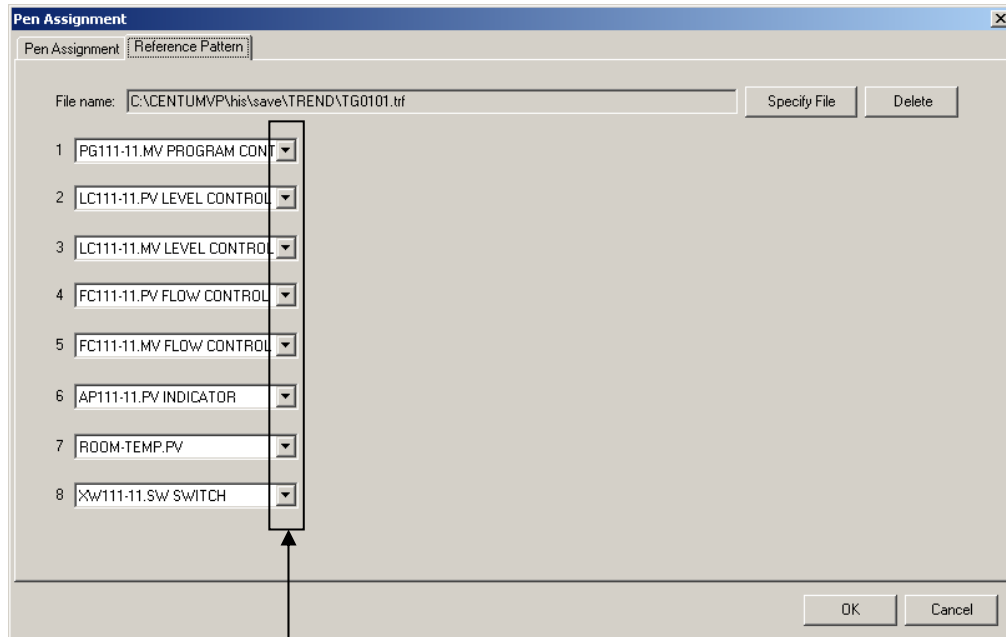 Pen Assignment
Pen Assignment Reference Pattern
File name: C:\CENTUMVP\his\save\TREND\TG0101.trf Specify File Delete
1 PG111-11.MV PROGRAM CONT
2 LC111-11.PV LEVEL CONTROL
3 LC111-11.MV LEVEL CONTROL
4 FC111-11.PV FLOW CONTROL
5 FC111-11.MV FLOW CONTROL
6 AP111-11.PV INDICATOR
7 ROOM-TEMP.PV
8 XW111-11.SW SWITCH
OK Cancel